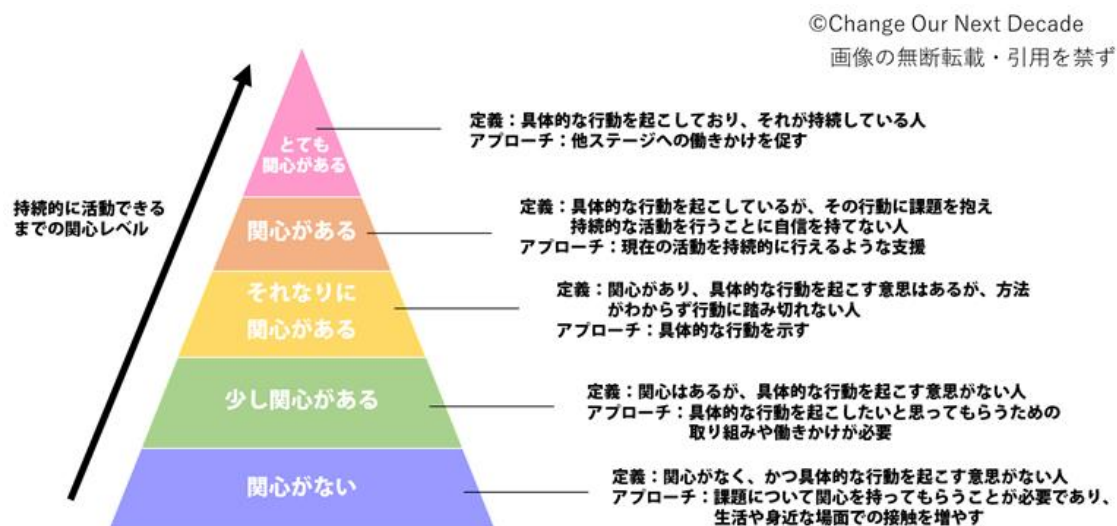 ©Change Our Next Decade
画像の無断転載・引用を禁ず
持続的に活動できる
までの関心レベル
とても
関心がある
定義：具体的な行動を起こしており、それが持続している人
アプローチ：他ステージへの働きかけを促す
関心がある
定義：具体的な行動を起こしているが、その行動に課題を抱え
持続的な活動を行うことに自信を持てない人
アプローチ：現在の活動を持続的に行えるような支援
それなりに
関心がある
定義：関心があり、具体的な行動を起こす意思はあるが、方法
がわからず行動に踏み切れない人
アプローチ：具体的な行動を示す
少し関心がある
定義：関心はあるが、具体的な行動を起こす意思がない人
アプローチ：具体的な行動を起こしたいと思ってもらうための
取り組みや働きかけが必要
関心がない
定義：関心がなく、かつ具体的な行動を起こす意思がない人
アプローチ：課題について関心を持ってもらうことが必要であり、
生活や身近な場面での接触を増やす